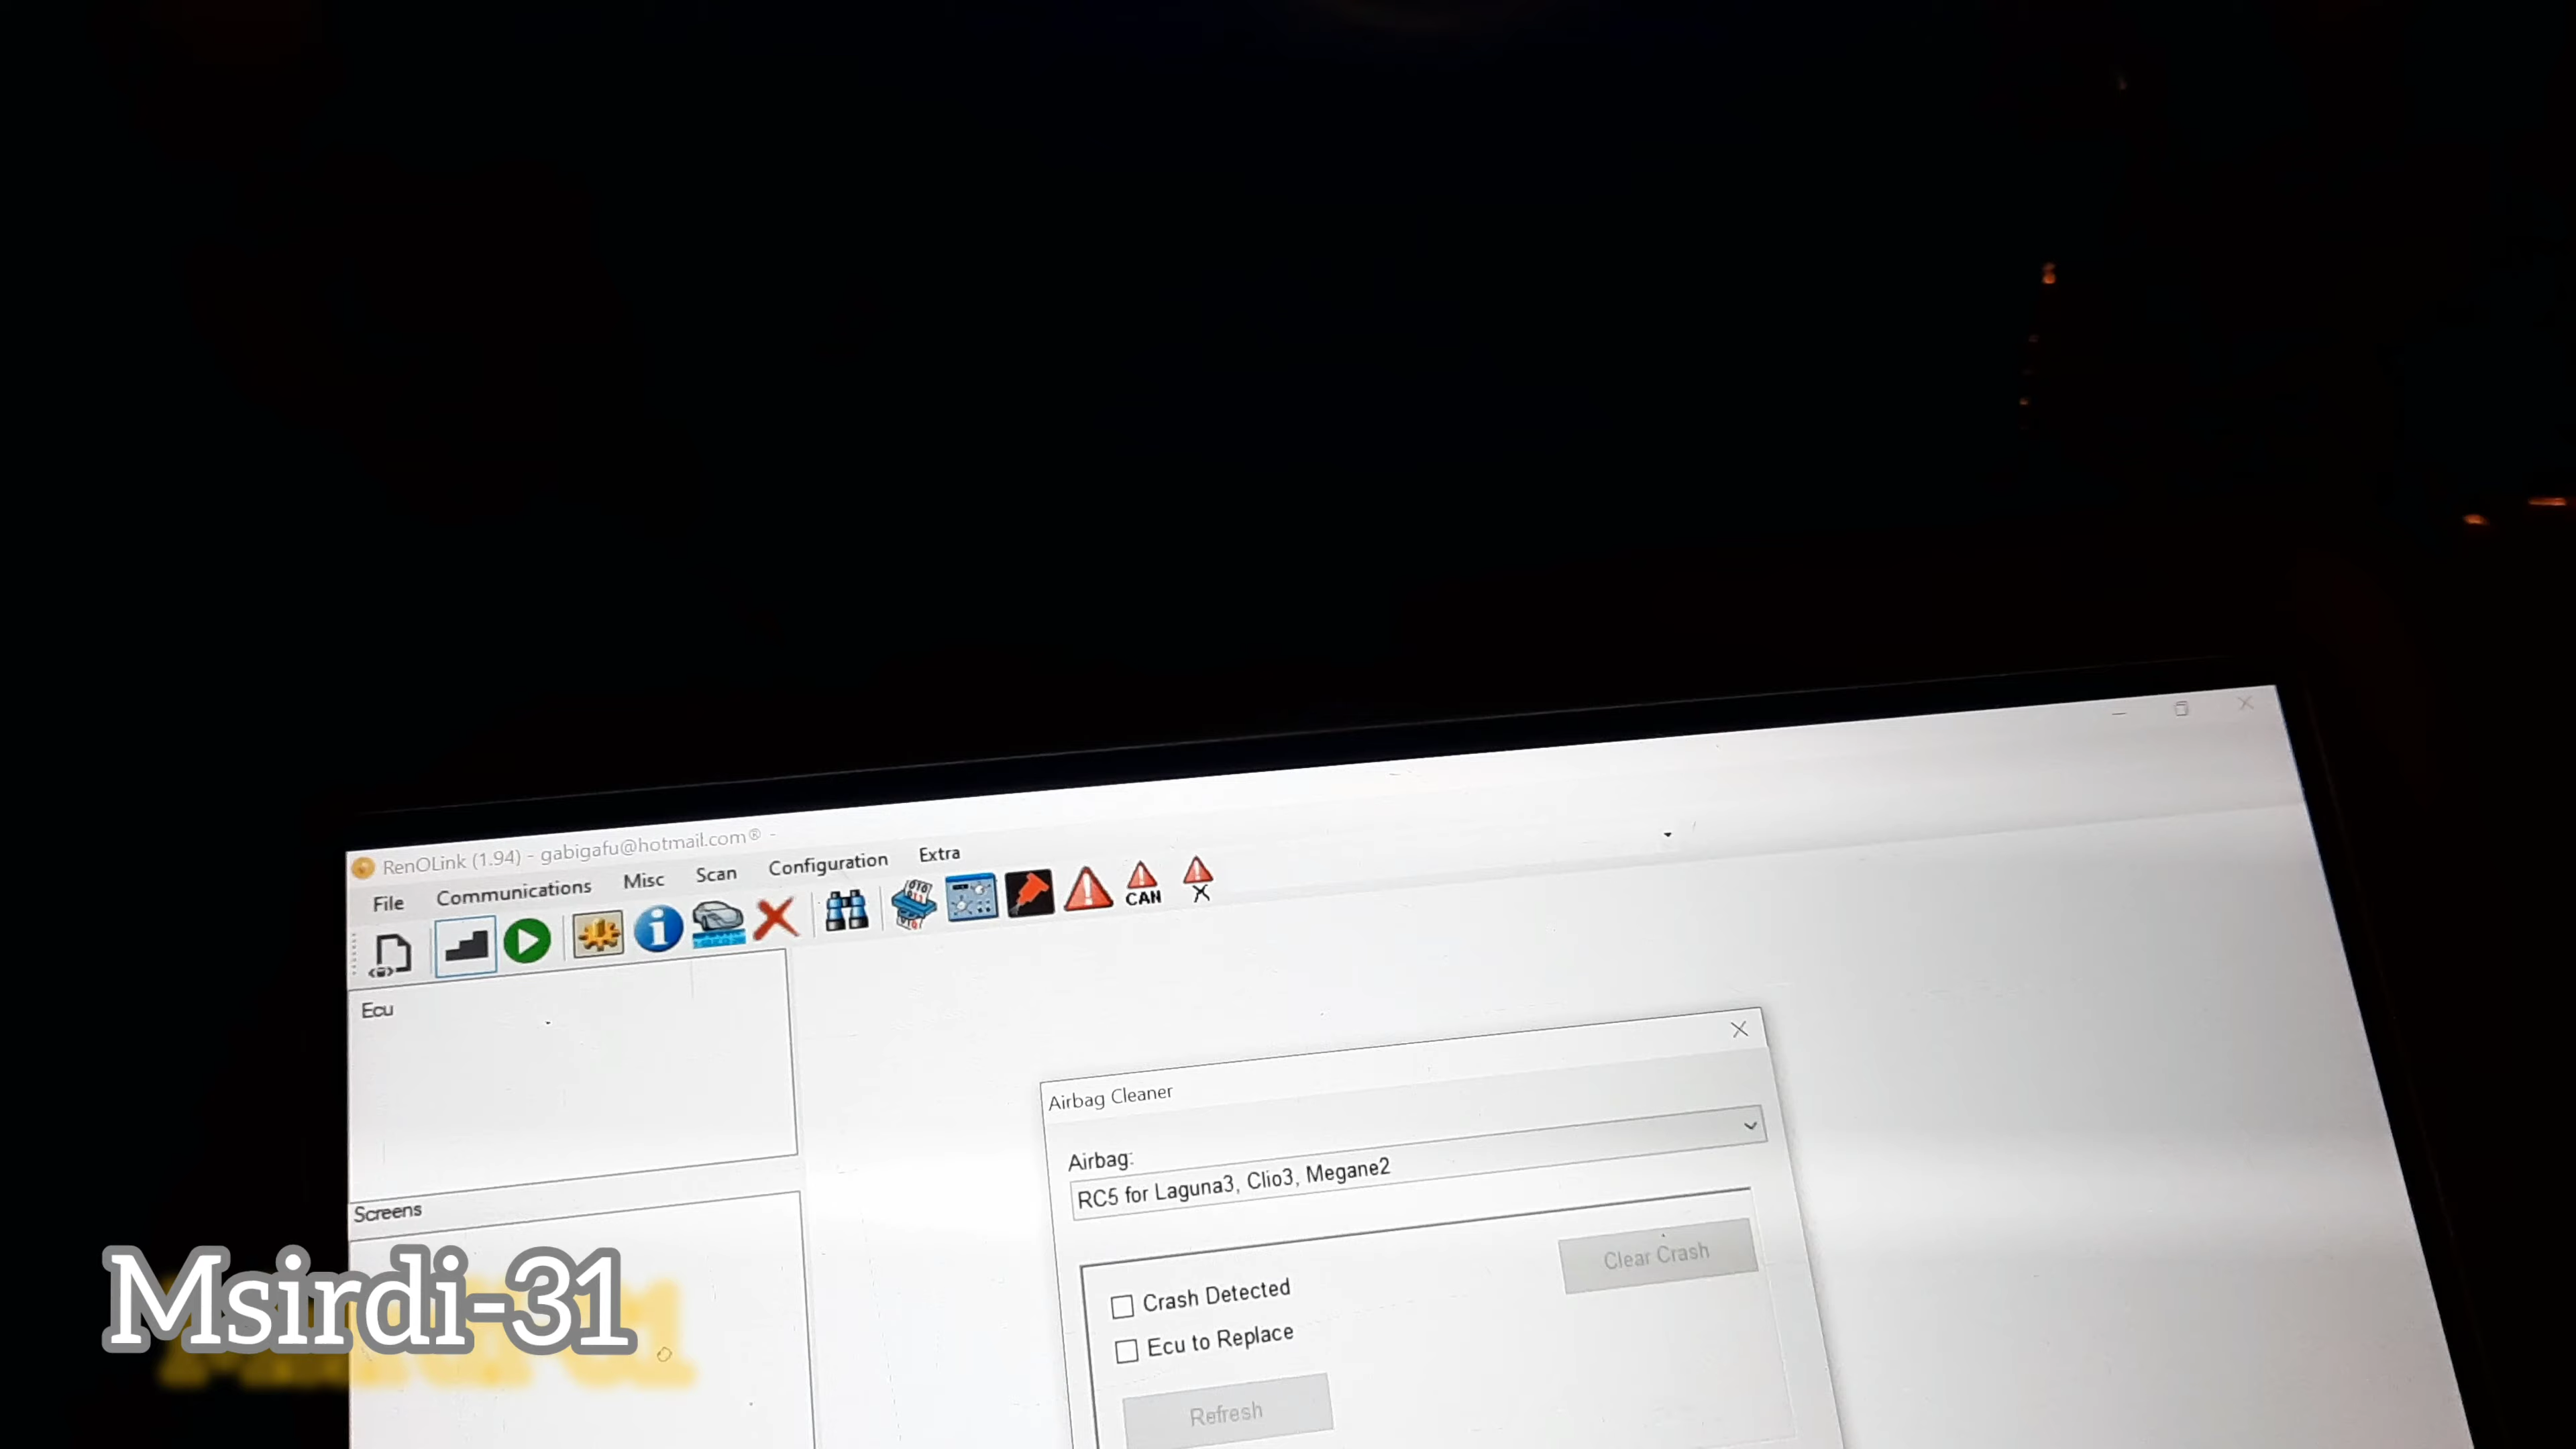 RenOLink (1.94) - gabigafu@hotmail.com® -
File Communications Misc Scan Configuration Extra
CAN
Ecu
Screens
Airbag Cleaner
Airbag:
RC5 for Laguna3, Clio3, Megane2
Crash Detected
Clear Crash
Ecu to Replace
Refresh
Msirdi-31